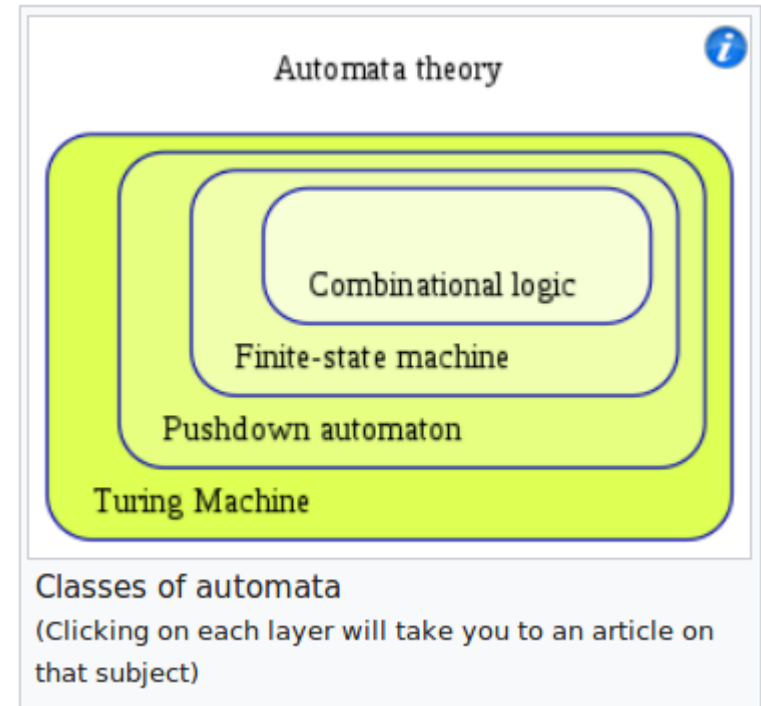 Automata theory
Combinational logic
Finite-state machine
Pushdown automaton
Turing Machine
Classes of automata
(Clicking on each layer will take you to an article on
that subject)